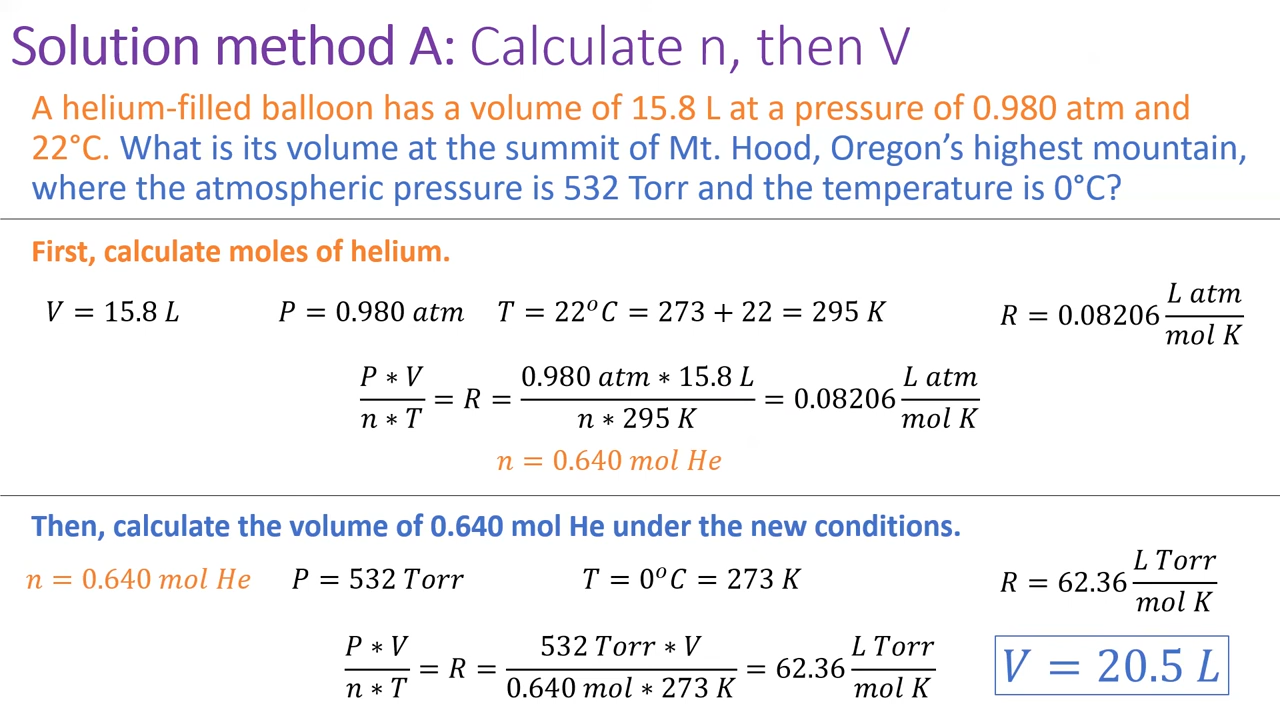 Solution method A: Calculate n, then V
A helium-filled balloon has a volume of 15.8 L at a pressure of 0.980 atm and
22°C. What is its volume at the summit of Mt. Hood, Oregon's highest mountain,
where the atmospheric pressure is 532 Torr and the temperature is 0°C?
First, calculate moles of helium.
V = 15.8 L P = 0.980 atm T = 22°C = 273 + 22 = 295 K R = 0.08206 L atm / mol K
P * V / n * T = R = 0.980 atm * 15.8 L / n * 295 K = 0.08206 L atm / mol K
n = 0.640 mol He
Then, calculate the volume of 0.640 mol He under the new conditions.
n = 0.640 mol He P = 532 Torr T = 0°C = 273 K R = 62.36 L Torr / mol K
P * V / n * T = R = 532 Torr * V / 0.640 mol * 273 K = 62.36 L Torr / mol K V = 20.5 L